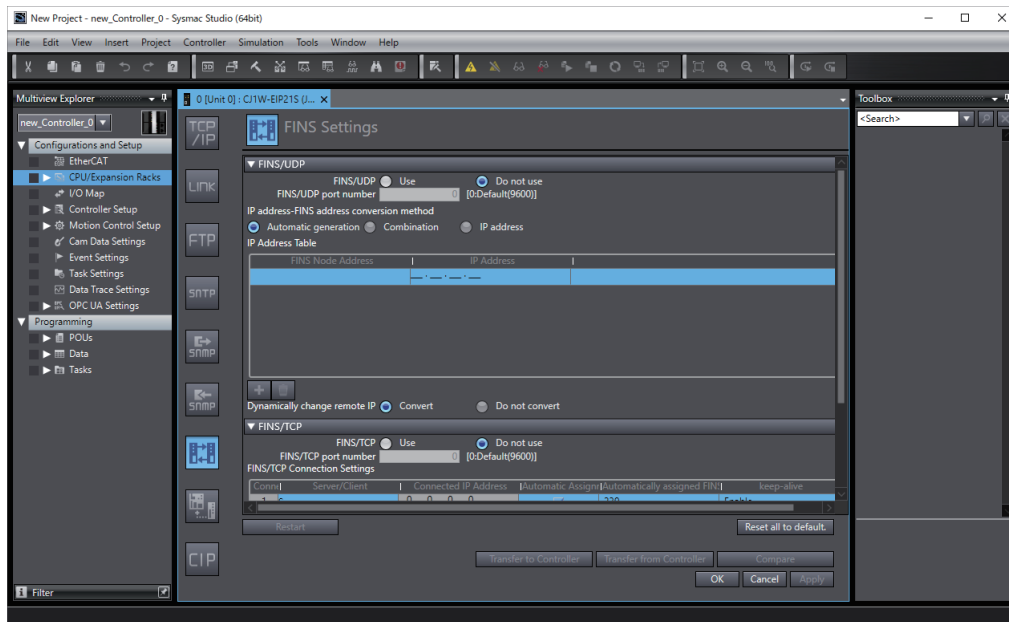 New Project - new_Controller_0 - Sysmac Studio (64bit)
File Edit View Insert Project Controller Simulation Tools Window Help
Multiview Explorer
new_Controller_0
Configurations and Setup
EtherCAT
CPU/Expansion Racks
I/O Map
Controller Setup
Motion Control Setup
Cam Data Settings
Event Settings
Task Settings
Data Trace Settings
OPC UA Settings
Programming
POUs
Data
Tasks
Filter
0 [Unit 0] : CJ1W-EIP21S (J...
TCP/IP
LINK
FTP
SNTP
SNMP
SNMP
CIP
FINS Settings
FINS/UDP
FINS/UDP Use Do not use
FINS/UDP port number 0 [0:Default(9600)]
IP address-FINS address conversion method
Automatic generation Combination IP address
IP Address Table
FINS Node Address IP Address
Dynamically change remote IP Convert Do not convert
FINS/TCP
FINS/TCP Use Do not use
FINS/TCP port number 0 [0:Default(9600)]
FINS/TCP Connection Settings
Server/Client Connected IP Address Automatic Assignr Automatically assigned FINS keep-alive
Restart Reset all to default.
Transfer to Controller Transfer from Controller Compare
OK Cancel Apply
Toolbox
<Search>